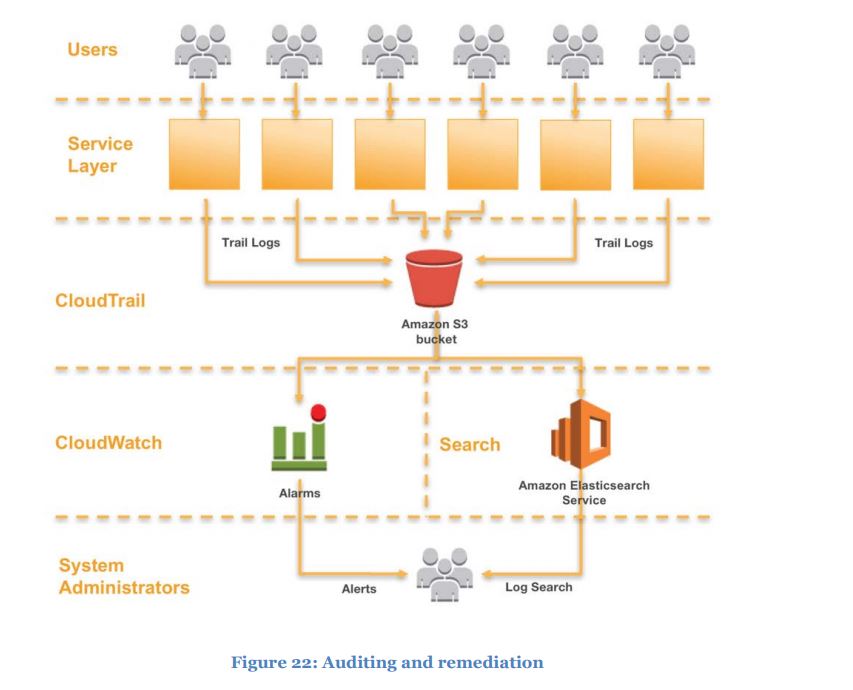 Users
Service
Layer
Trail Logs
Trail Logs
CloudTrail
Amazon S3
bucket
CloudWatch
Search
Alarms
Amazon Elasticsearch
Service
System
Administrators
Alerts
Log Search
Figure 22: Auditing and remediation